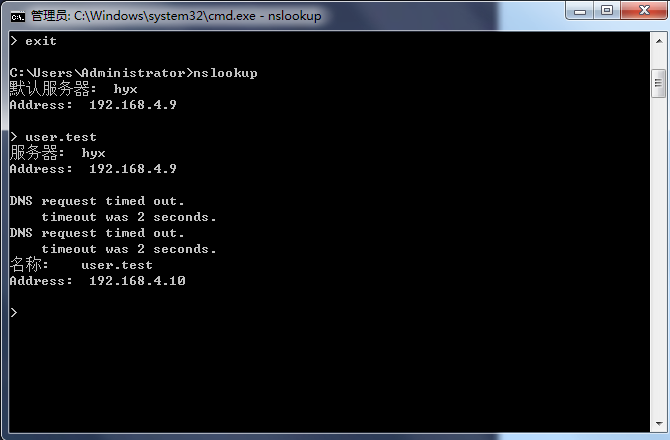 管理员: C:\Windows\system32\cmd.exe - nslookup
> exit
C:\Users\Administrator>nslookup
默认服务器:  hyx
Address:  192.168.4.9
> user.test
服务器:  hyx
Address:  192.168.4.9
DNS request timed out.
    timeout was 2 seconds.
DNS request timed out.
    timeout was 2 seconds.
名称:    user.test
Address:  192.168.4.10
>